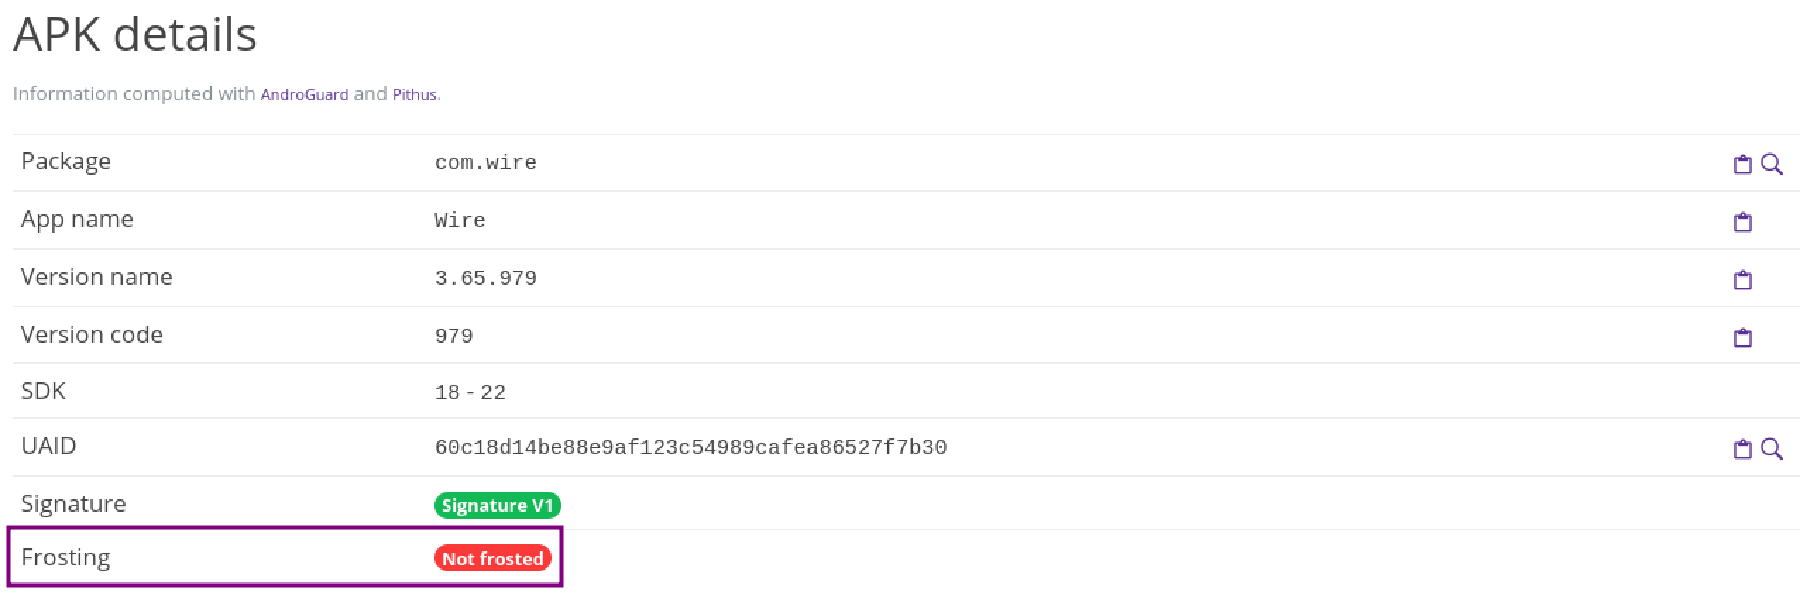 APK details
Information computed with AndroGuard and Pithus.
Package com.wire
App name Wire
Version name 3.65.979
Version code 979
SDK 18 - 22
UAID 60c18d14be88e9af123c54989cafea86527f7b30
Signature Signature V1
Frosting Not frosted